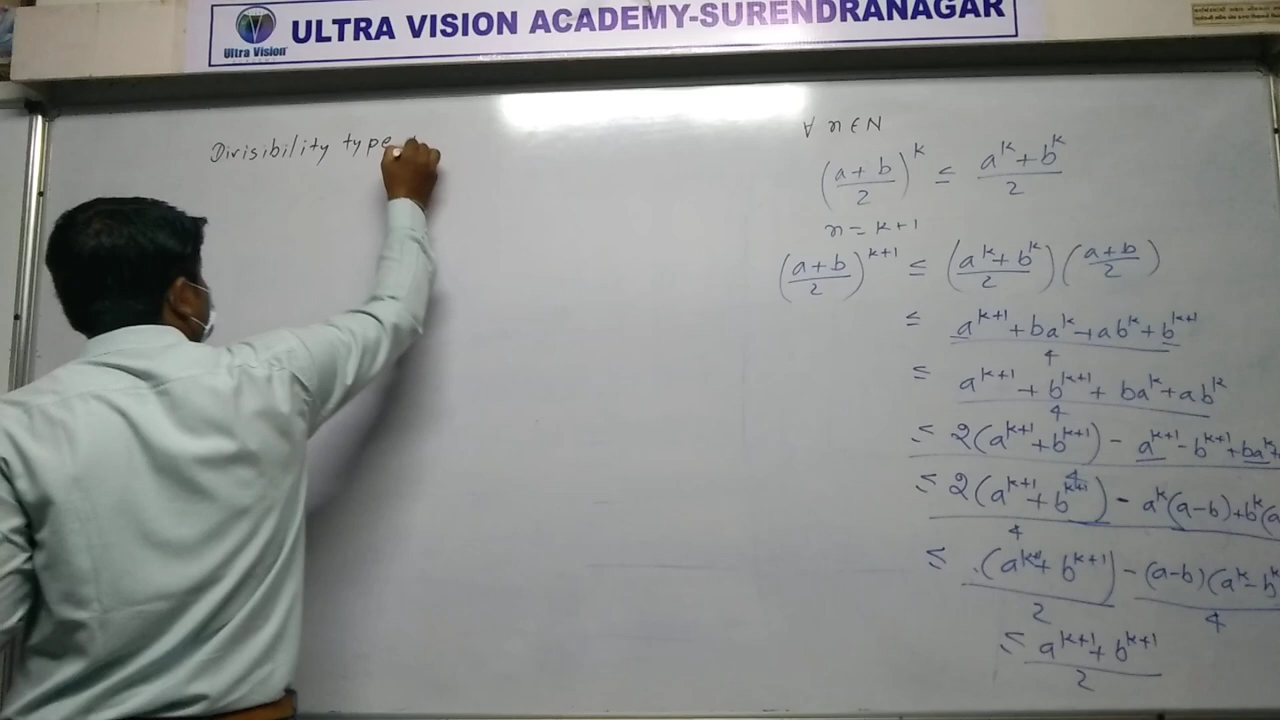 ULTRA VISION ACADEMY-SURENDRANAGAR
Ultra Vision
Divisibility type
∀ n ∈ N
((a+b)/2)^k ≤ (a^k+b^k)/2
n=k+1
((a+b)/2)^{k+1} ≤ ((a^k+b^k)/2)((a+b)/2)
≤ (a^{k+1}+ba^k+ab^k+b^{k+1})/4
≤ (a^{k+1}+b^{k+1}+ba^k+ab^k)/4
≤ 2(a^{k+1}+b^{k+1})-a^{k+1}-b^{k+1}+ba^k+
4
≤ 2(a^{k+1}+b^{k+1})-a^k(a-b)+b^k(a
4
≤ (a^{k+1}+b^{k+1})/2-(a-b)(a^k-b^k
4
≤ (a^{k+1}+b^{k+1})/2